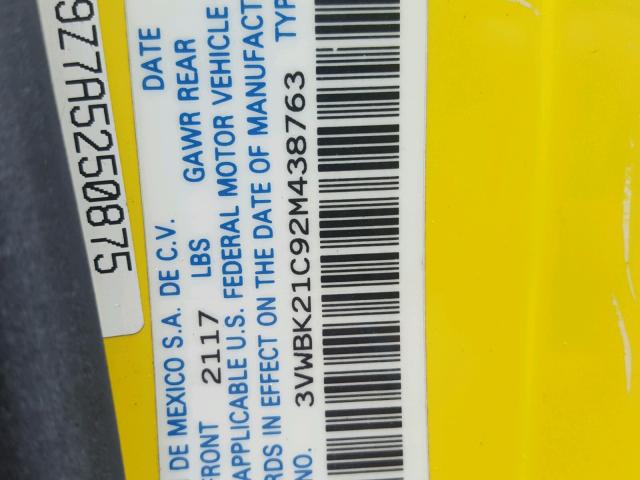 9Z7A5250875
DE MEXICO S.A. DE C.V. DATE
FRONT 2117 LBS GAWR REAR
APPLICABLE U.S. FEDERAL MOTOR VEHICLE
RDS IN EFFECT ON THE DATE OF MANUFACT
NO. 3VWBK21C92M438763 TYP